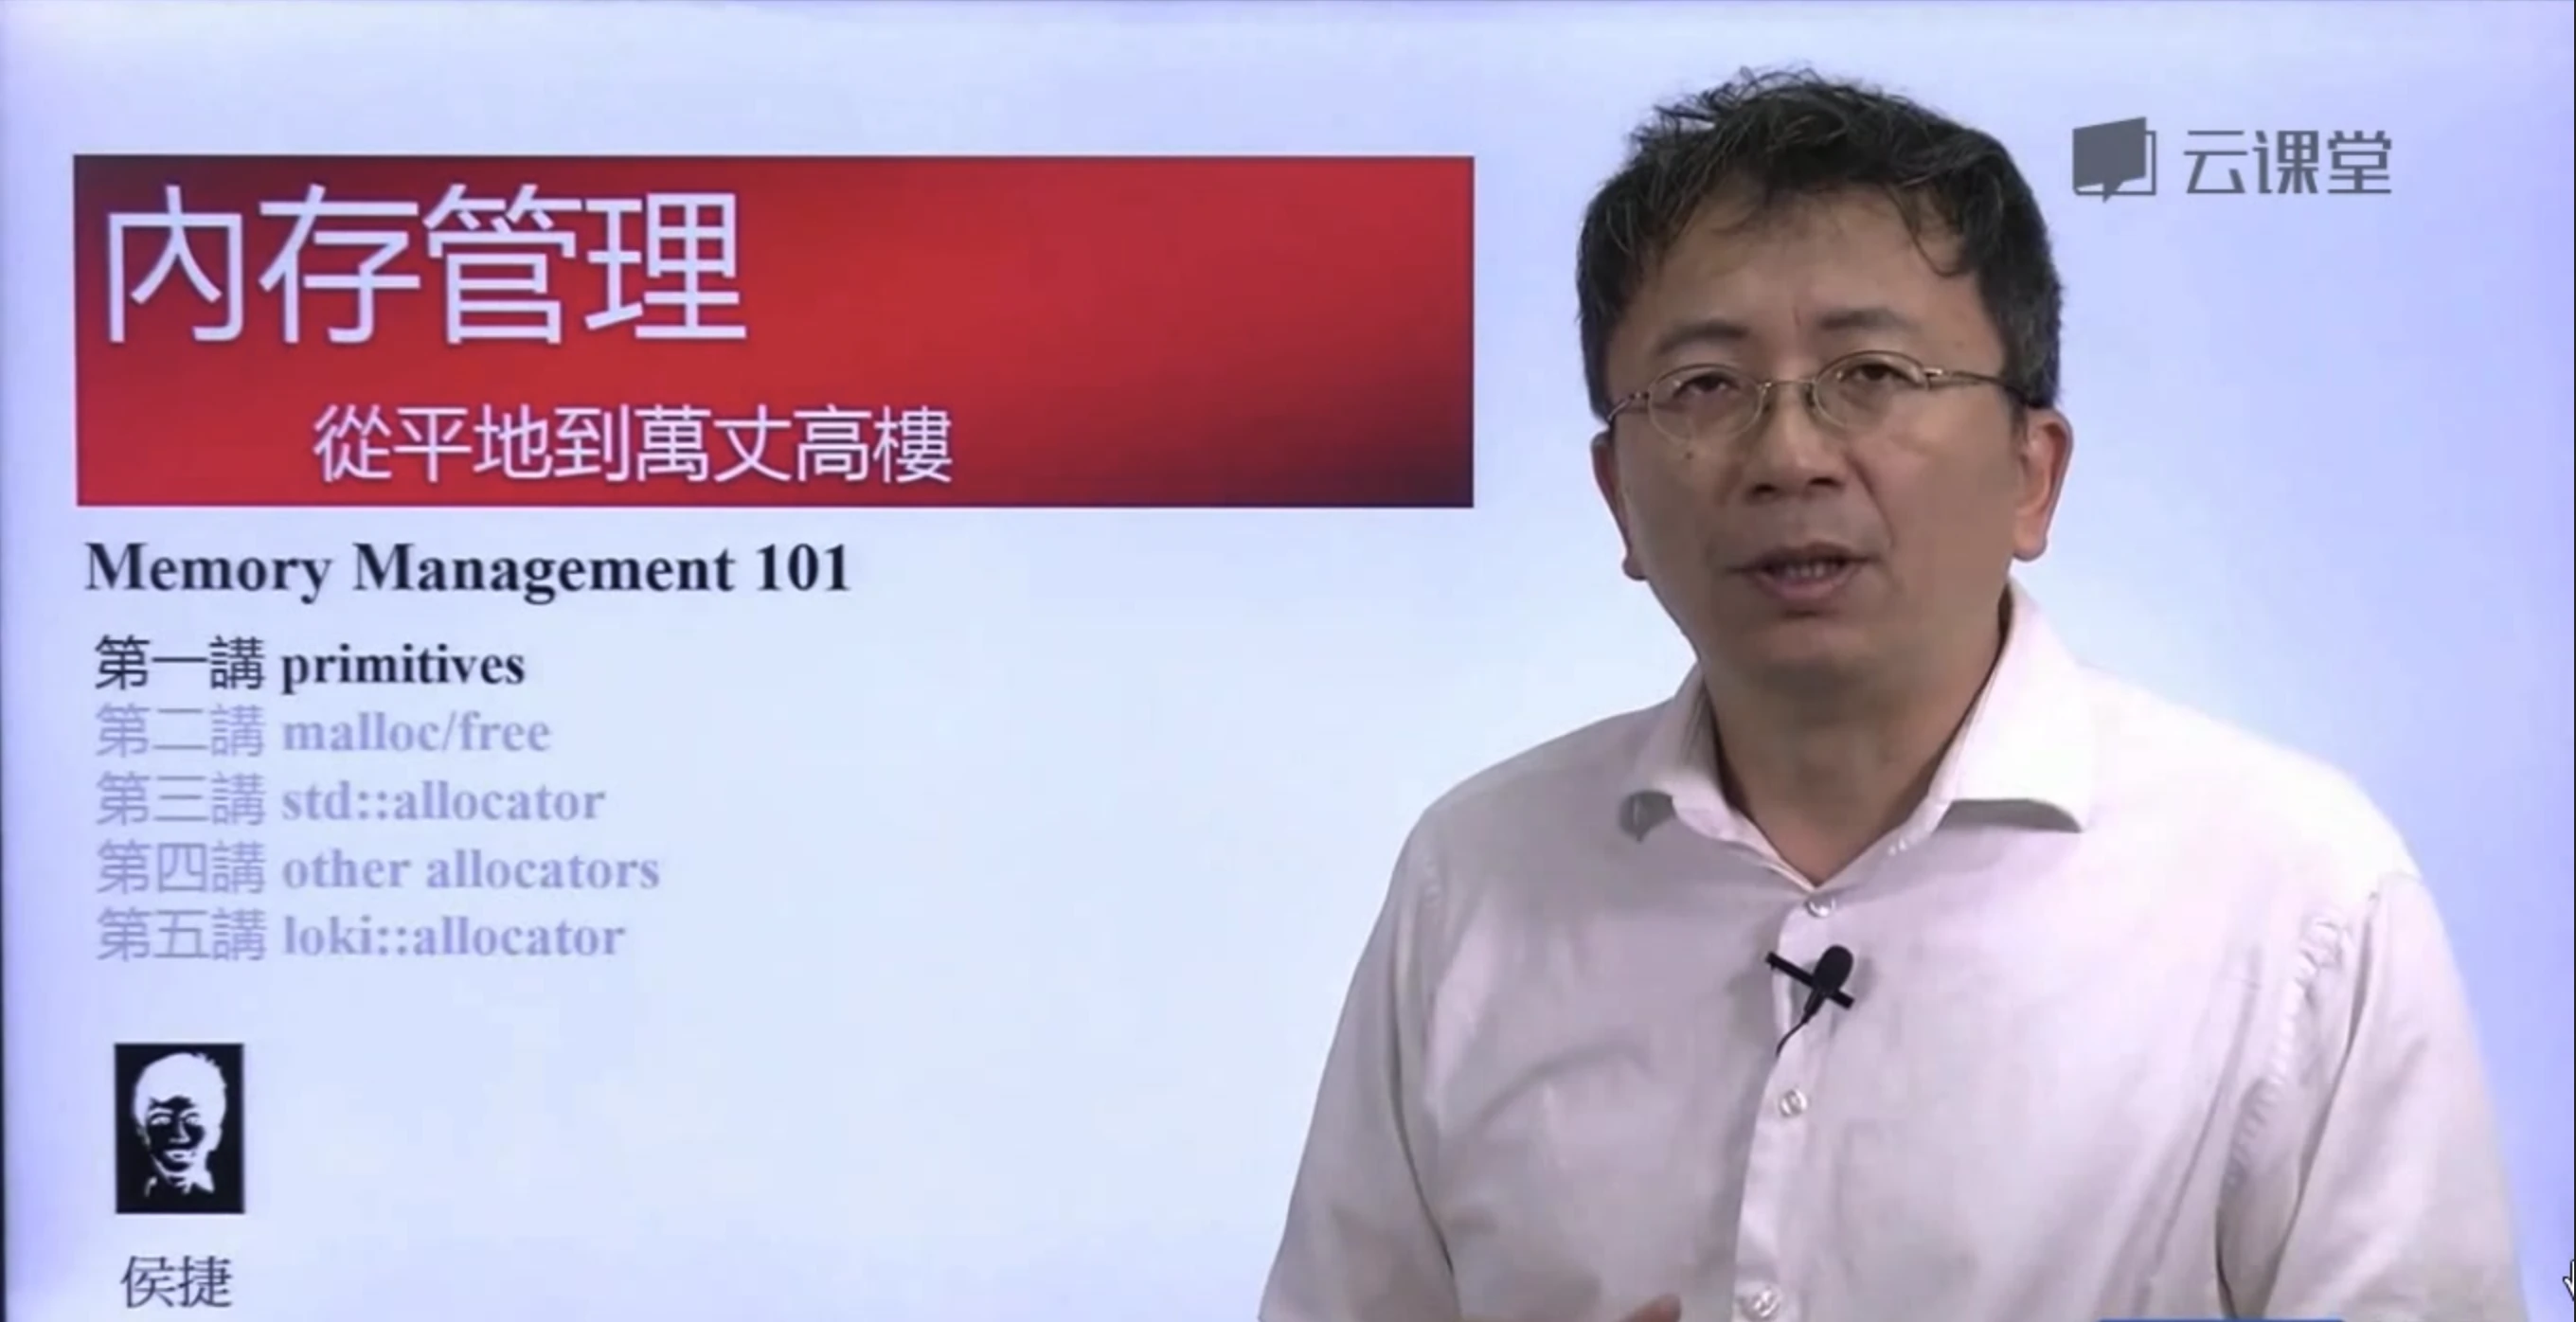 內存管理
從平地到萬丈高樓
Memory Management 101
第一講 primitives
第二講 malloc/free
第三講 std::allocator
第四講 other allocators
第五講 loki::allocator
侯捷
云课堂